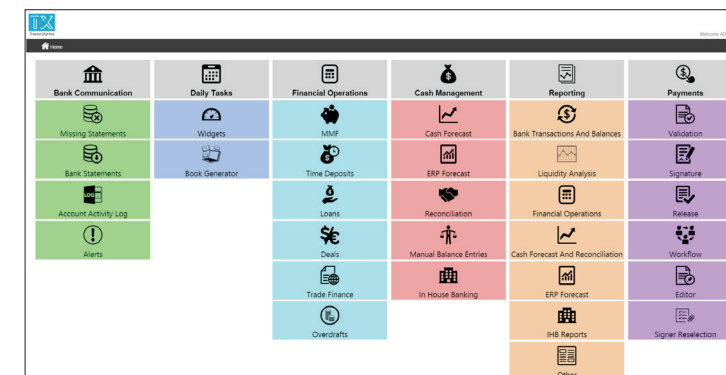 TX
TreasuryXpress
Welcome AD
Home
Bank Communication
Daily Tasks
Financial Operations
Cash Management
Reporting
Payments
Missing Statements
Widgets
MMF
Cash Forecast
Bank Transactions And Balances
Validation
Bank Statements
Book Generator
Time Deposits
ERP Forecast
Liquidity Analysis
Signature
LOG
Account Activity Log
Loans
Reconciliation
Financial Operations
Release
Alerts
Deals
Manual Balance Entries
Cash Forecast And Reconciliation
Workflow
Trade Finance
In House Banking
ERP Forecast
Editor
Overdrafts
IHB Reports
Signer Reselection
Other